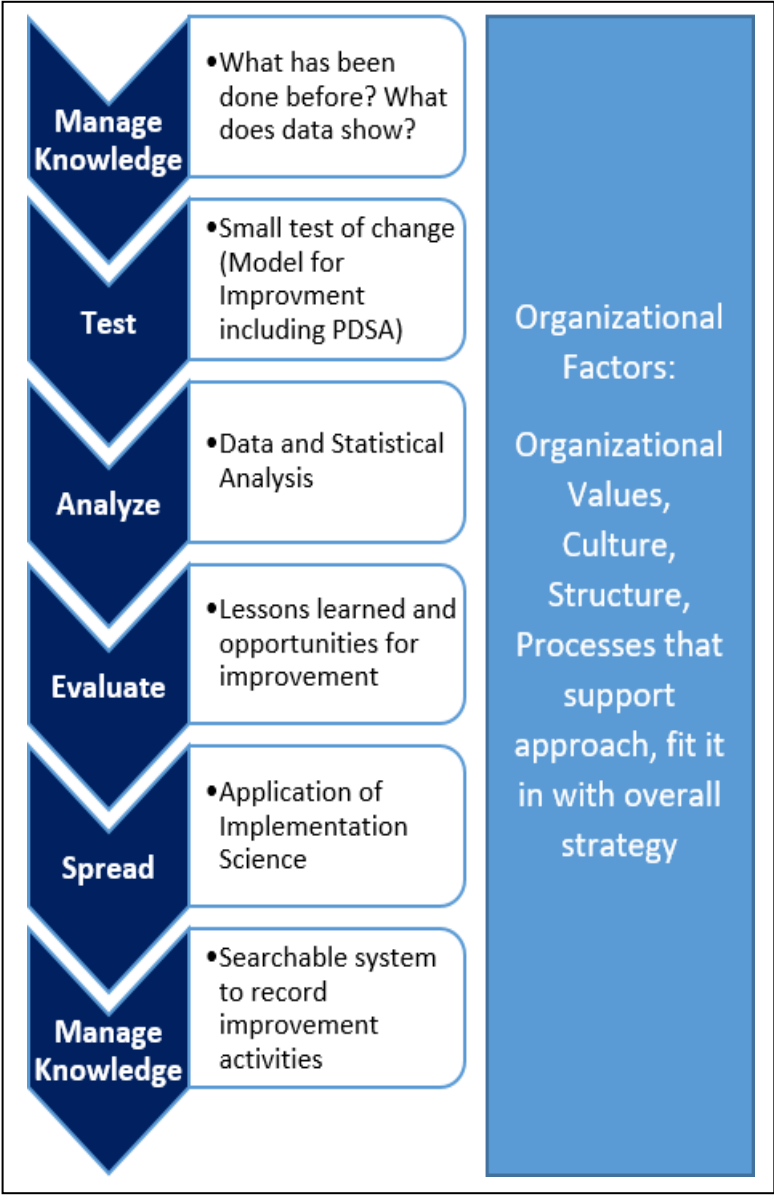 Manage
Knowledge
•What has been
done before? What
does data show?
Test
•Small test of change
(Model for
Improvment
including PDSA)
Analyze
•Data and Statistical
Analysis
Evaluate
•Lessons learned and
opportunities for
improvement
Spread
•Application of
Implementation
Science
Manage
Knowledge
•Searchable system
to record
improvement
activities
Organizational
Factors:
Organizational
Values,
Culture,
Structure,
Processes that
support
approach, fit it
in with overall
strategy